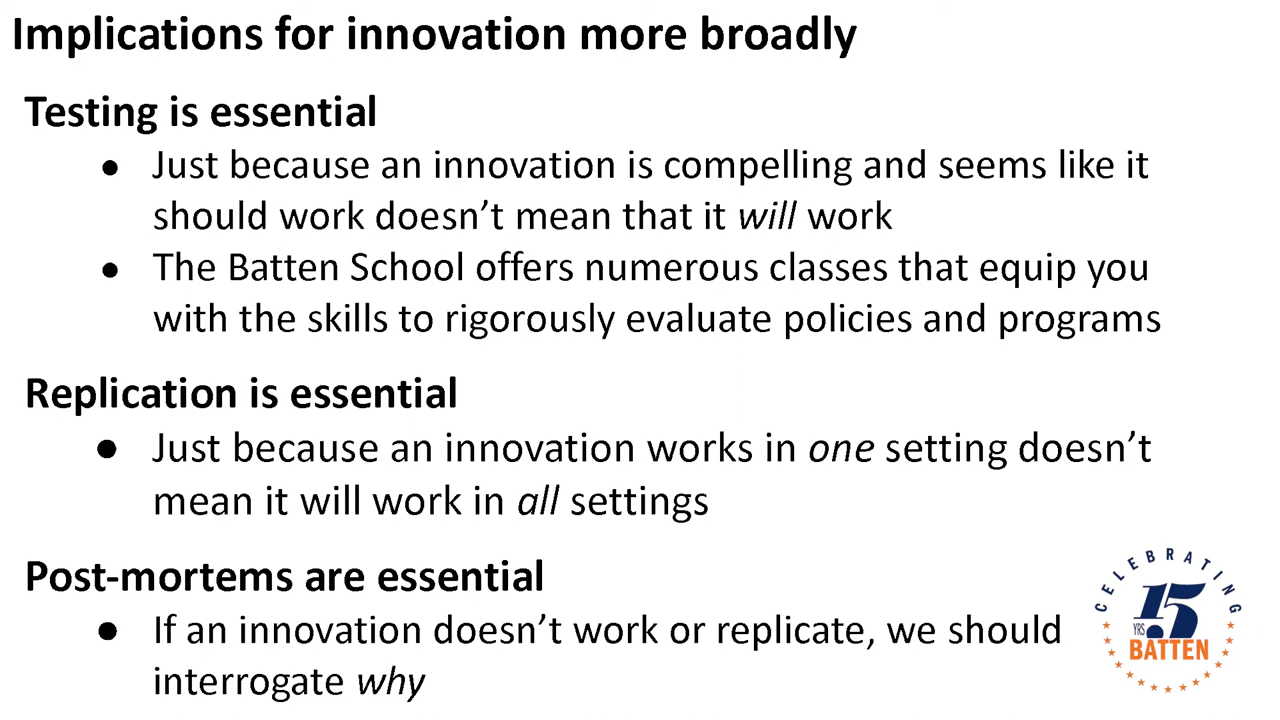 Implications for innovation more broadly
Testing is essential
● Just because an innovation is compelling and seems like it
should work doesn’t mean that it will work
● The Batten School offers numerous classes that equip you
with the skills to rigorously evaluate policies and programs
Replication is essential
● Just because an innovation works in one setting doesn’t
mean it will work in all settings
Post-mortems are essential
● If an innovation doesn’t work or replicate, we should
interrogate why
CELEBRATING
15
YRS
BATTEN